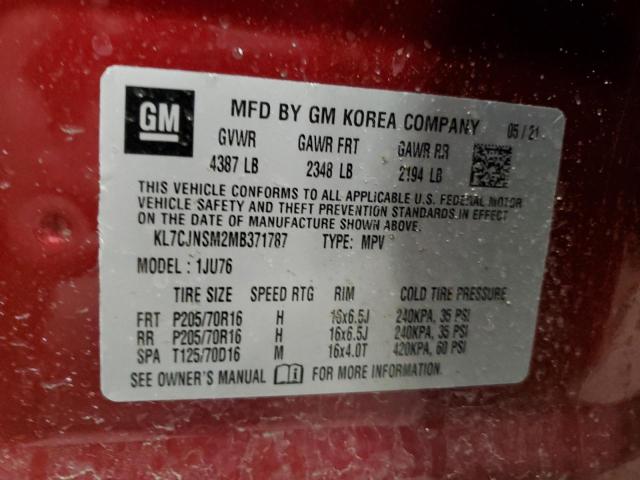 GM MFD BY GM KOREA COMPANY 05 / 21
GVWR GAWR FRT GAWR RR
4387 LB 2348 LB 2194 LB
THIS VEHICLE CONFORMS TO ALL APPLICABLE U.S. FEDERAL MOTOR
VEHICLE SAFETY AND THEFT PREVENTION STANDARDS IN EFFECT
ON THE DATE OF MANUFACTURE SHOWN ABOVE.
KL7CJNSM2MB371787 TYPE: MPV
MODEL : 1JU76
TIRE SIZE SPEED RTG RIM COLD TIRE PRESSURE
FRT P205/70R16 H 16x6.5J 240KPA, 35 PSI
RR P205/70R16 H 16x6.5J 240KPA, 35 PSI
SPA T125/70D16 M 16x4.0T 420KPA, 60 PSI
SEE OWNER'S MANUAL FOR MORE INFORMATION.